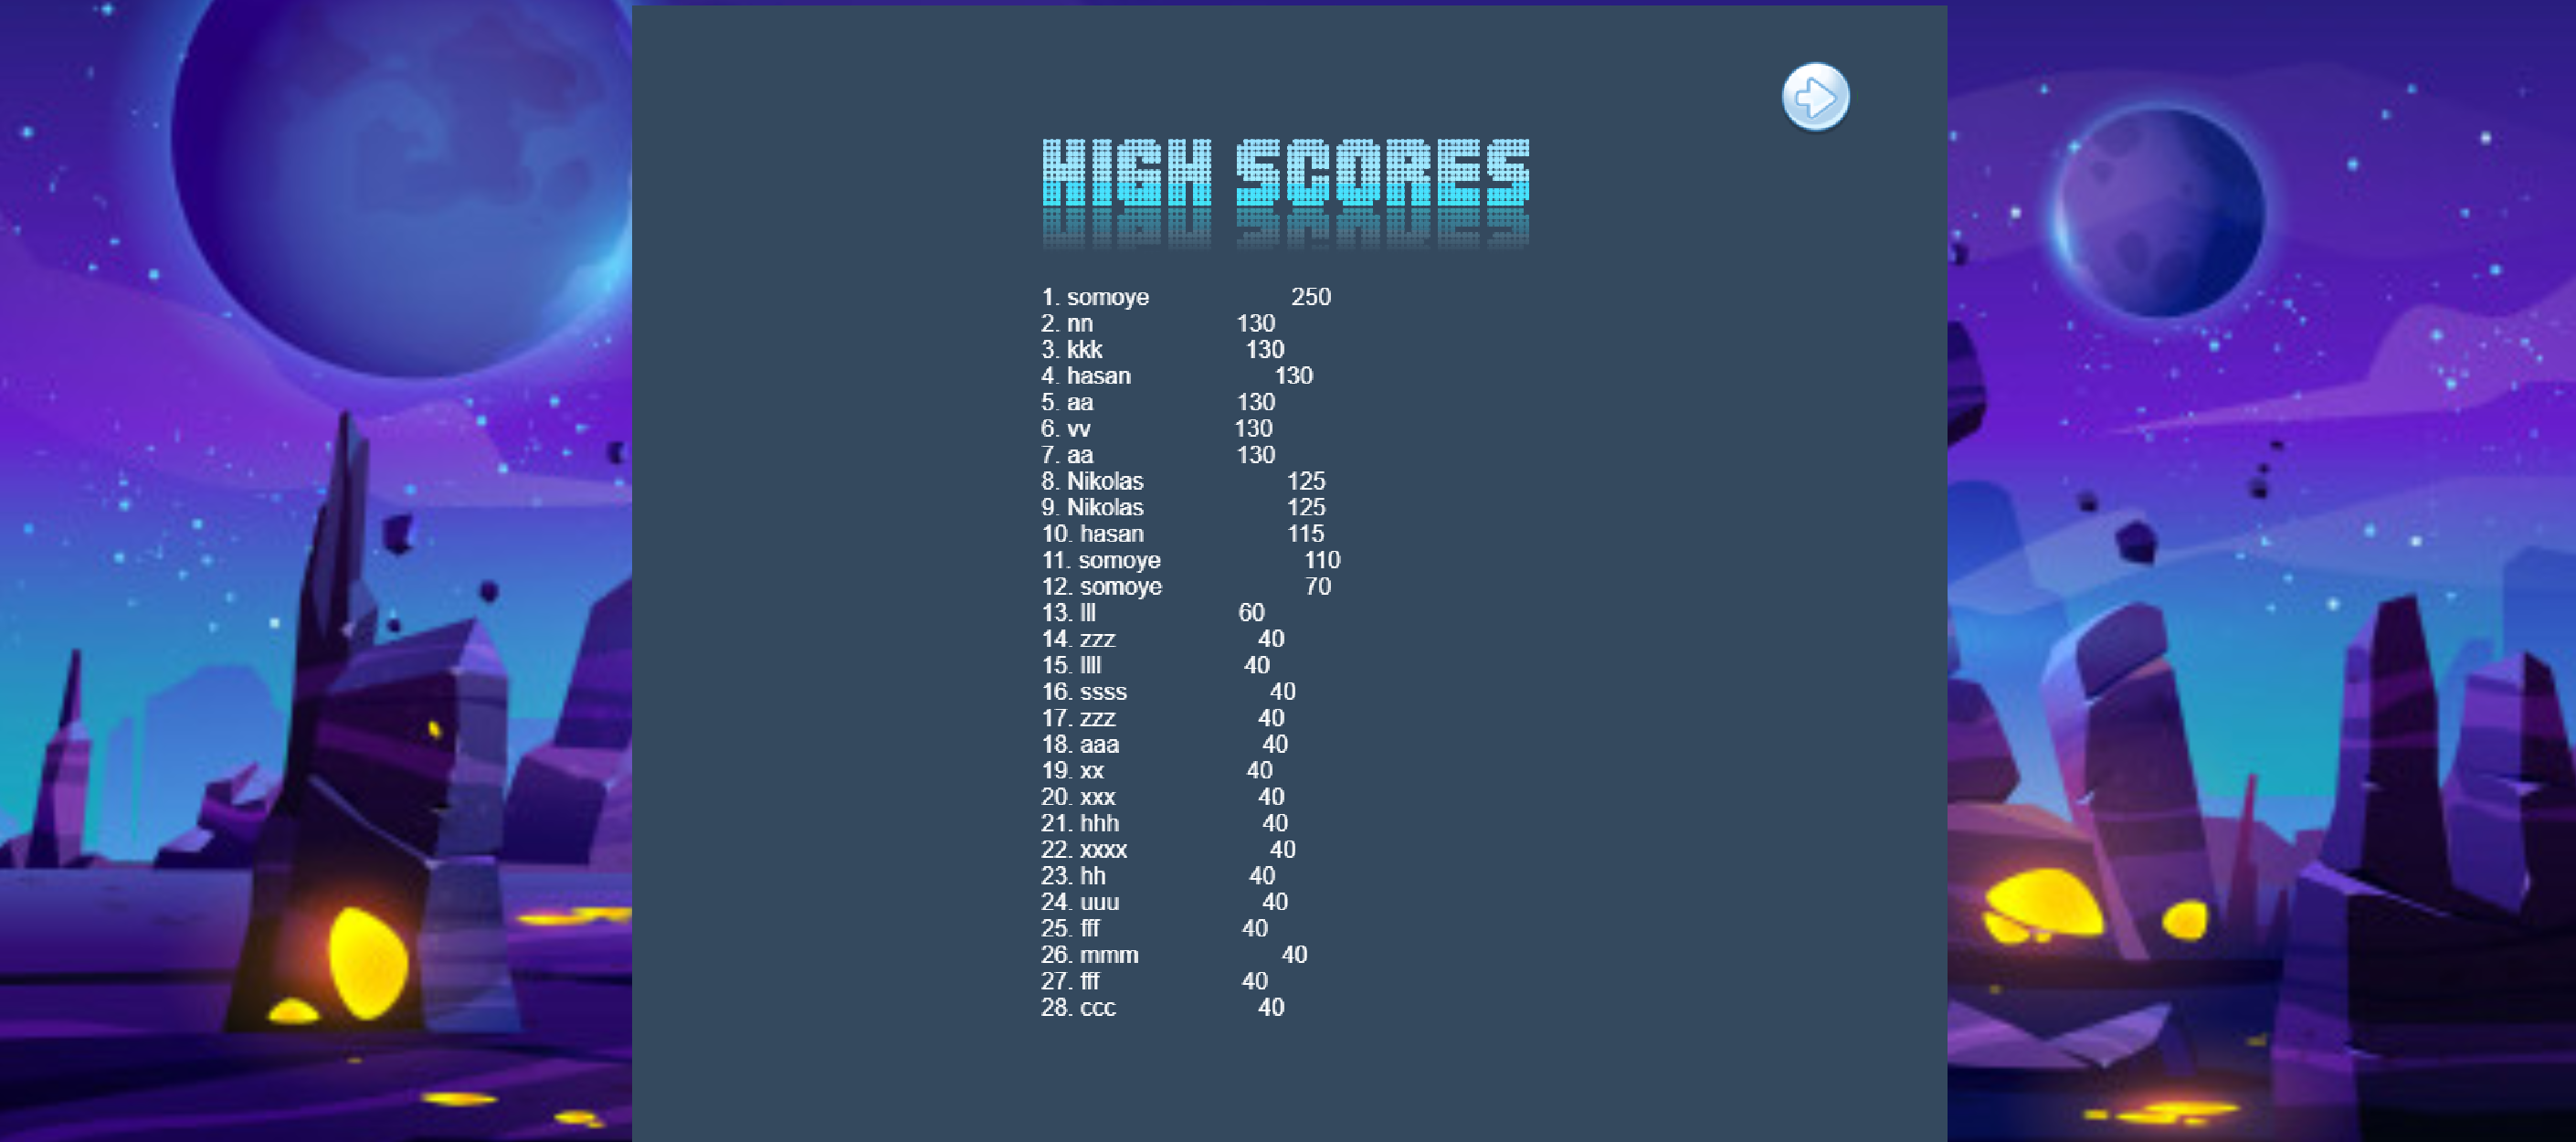 HIGH SCORES
1. somoye 250
2. nn 130
3. kkk 130
4. hasan 130
5. aa 130
6. vv 130
7. aa 130
8. Nikolas 125
9. Nikolas 125
10. hasan 115
11. somoye 110
12. somoye 70
13. lll 60
14. zzz 40
15. llll 40
16. ssss 40
17. zzz 40
18. aaa 40
19. xx 40
20. xxx 40
21. hhh 40
22. xxxx 40
23. hh 40
24. uuu 40
25. fff 40
26. mmm 40
27. fff 40
28. ccc 40